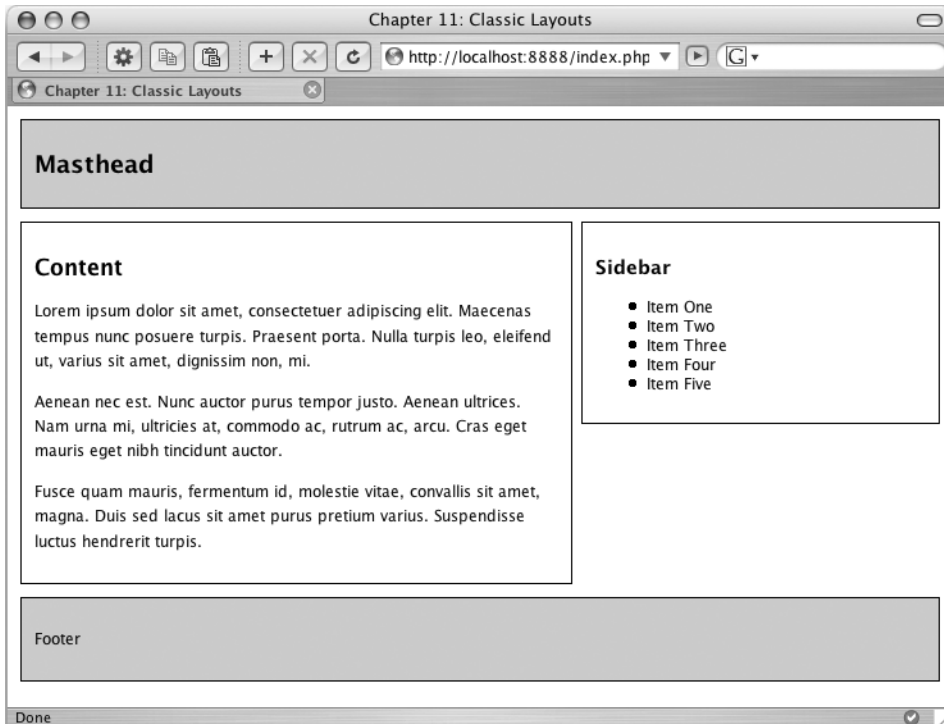 Chapter 11: Classic Layouts
http://localhost:8888/index.php
G
Chapter 11: Classic Layouts
Masthead
Content
Lorem ipsum dolor sit amet, consectetuer adipiscing elit. Maecenas
tempus nunc posuere turpis. Praesent porta. Nulla turpis leo, eleifend
ut, varius sit amet, dignissim non, mi.
Aenean nec est. Nunc auctor purus tempor justo. Aenean ultrices.
Nam urna mi, ultricies at, commodo ac, rutrum ac, arcu. Cras eget
mauris eget nibh tincidunt auctor.
Fusce quam mauris, fermentum id, molestie vitae, convallis sit amet,
magna. Duis sed lacus sit amet purus pretium varius. Suspendisse
luctus hendrerit turpis.
Sidebar
Item One
Item Two
Item Three
Item Four
Item Five
Footer
Done